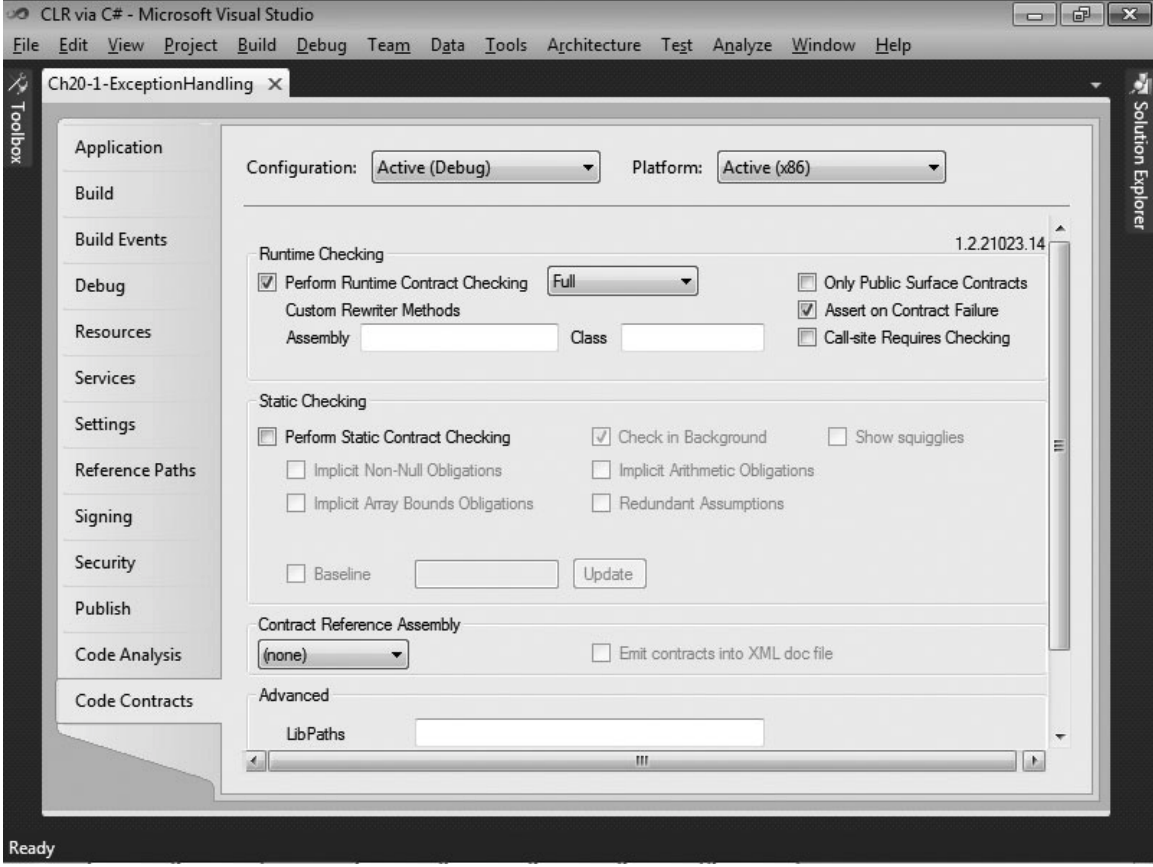 CLR via C# - Microsoft Visual Studio
File Edit View Project Build Debug Team Data Tools Architecture Test Analyze Window Help
Toolbox
Ch20-1-ExceptionHandling
Solution Explorer
Application
Build
Build Events
Debug
Resources
Services
Settings
Reference Paths
Signing
Security
Publish
Code Analysis
Code Contracts
Configuration: Active (Debug) Platform: Active (x86)
1.2.21023.14
Runtime Checking
Perform Runtime Contract Checking Full Only Public Surface Contracts
Custom Rewriter Methods Assert on Contract Failure
Assembly Class Call-site Requires Checking
Static Checking
Perform Static Contract Checking Check in Background Show squigglies
Implicit Non-Null Obligations Implicit Arithmetic Obligations
Implicit Array Bounds Obligations Redundant Assumptions
Baseline Update
Contract Reference Assembly
(none) Emit contracts into XML doc file
Advanced
LibPaths
Ready